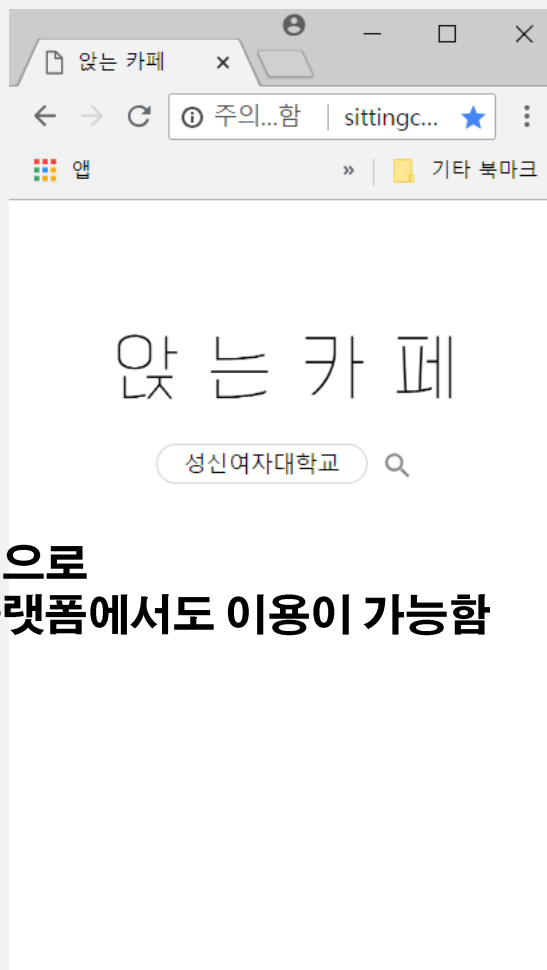 앉는 카페
주의...함
sittingc...
앱
»
기타 북마크
앉는 카페
성신여자대학교
으로
랫폼에서도 이용이 가능함